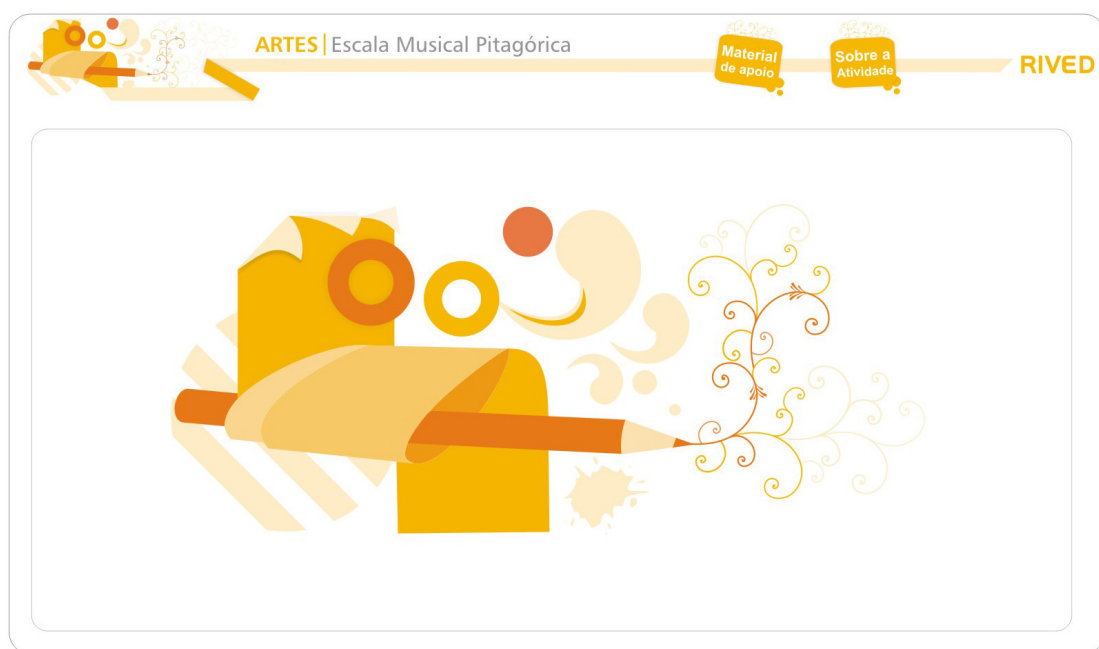 ARTES | Escala Musical Pitagórica
Material
de apoio
Sobre a
Atividade
RIVED